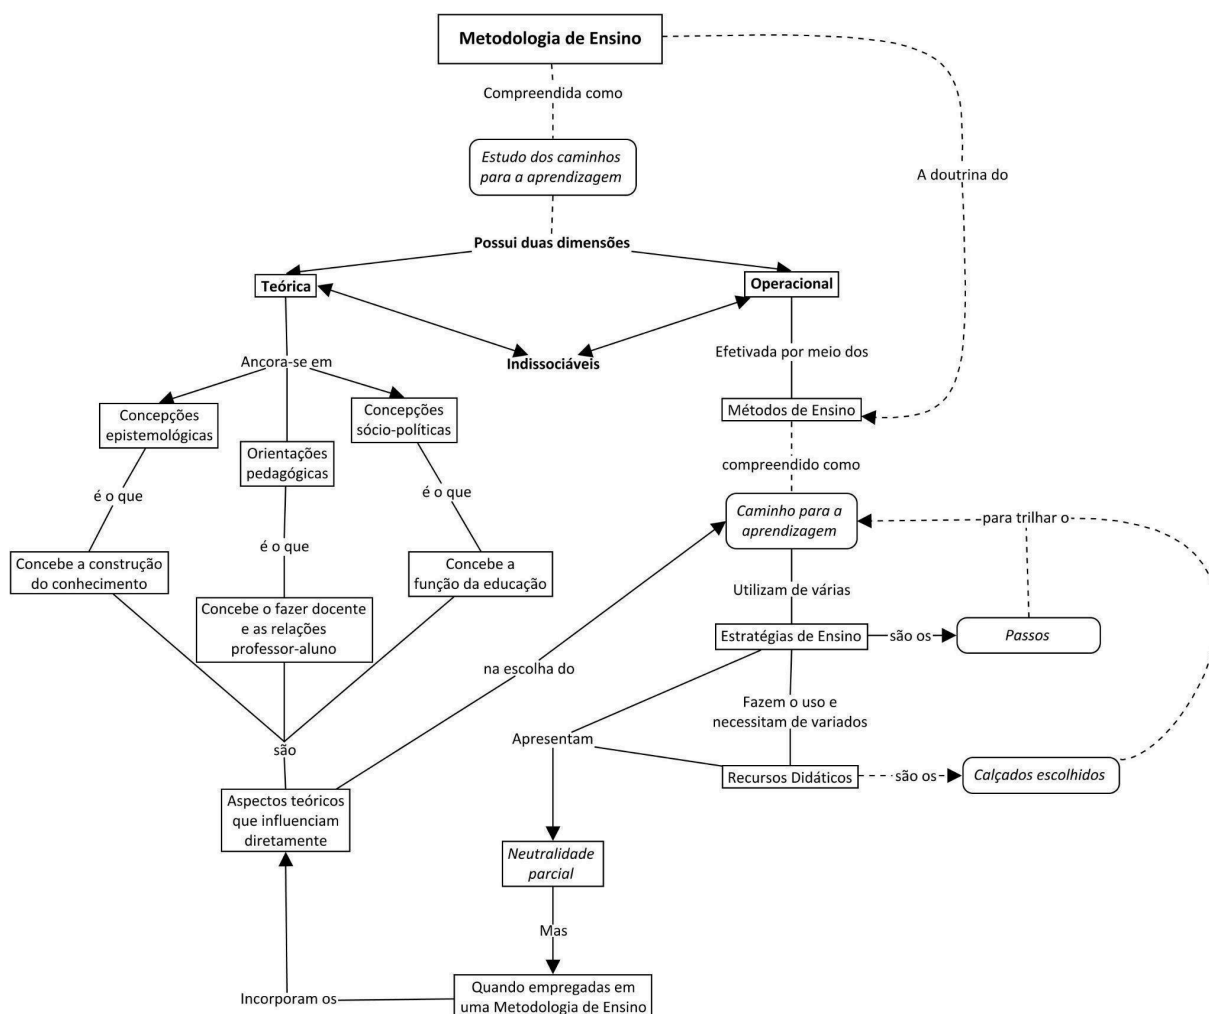 Metodologia de Ensino
Compreendida como
Estudo dos caminhos
para a aprendizagem
A doutrina do
Possui duas dimensões
Teórica
Operacional
Indissociáveis
Ancora-se em
Efetivada por meio dos
Concepções
epistemológicas
Orientações
pedagógicas
Concepções
sócio-políticas
Métodos de Ensino
compreendido como
é o que
é o que
é o que
Caminho para a
aprendizagem
para trilhar o
Concebe a construção
do conhecimento
Concebe o fazer docente
e as relações
professor-aluno
Concebe a
função da educação
Utilizam de várias
Estratégias de Ensino
são os
Passos
na escolha do
Fazem o uso e
necessitam de variados
são
Apresentam
Recursos Didáticos
são os
Calçados escolhidos
Aspectos teóricos
que influenciam
diretamente
Neutralidade
parcial
Mas
Quando empregadas em
uma Metodologia de Ensino
Incorporam os